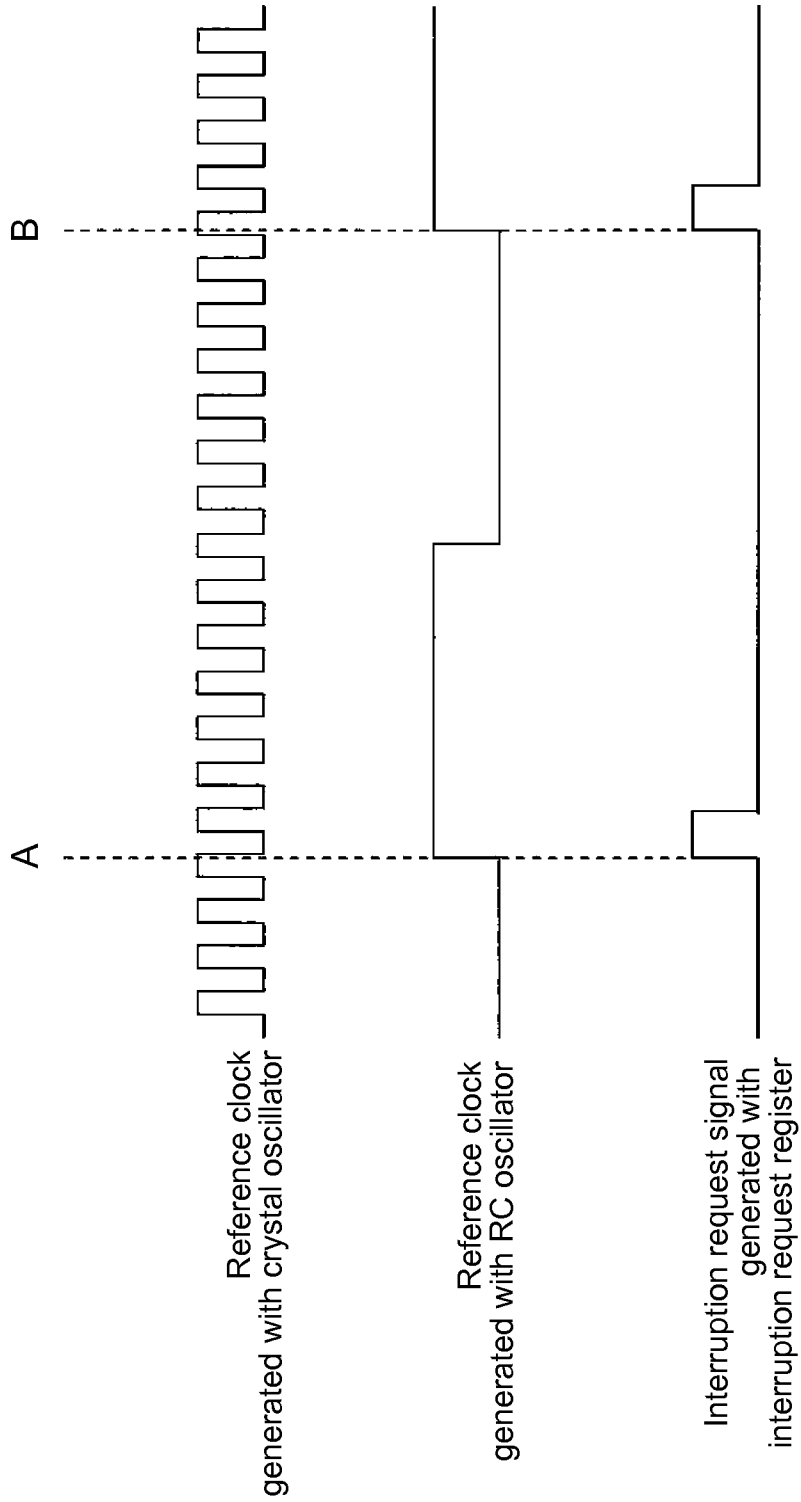 A
B
Reference clock
generated with crystal oscillator
Reference clock
generated with RC oscillator
Interruption request signal
generated with
interruption request register